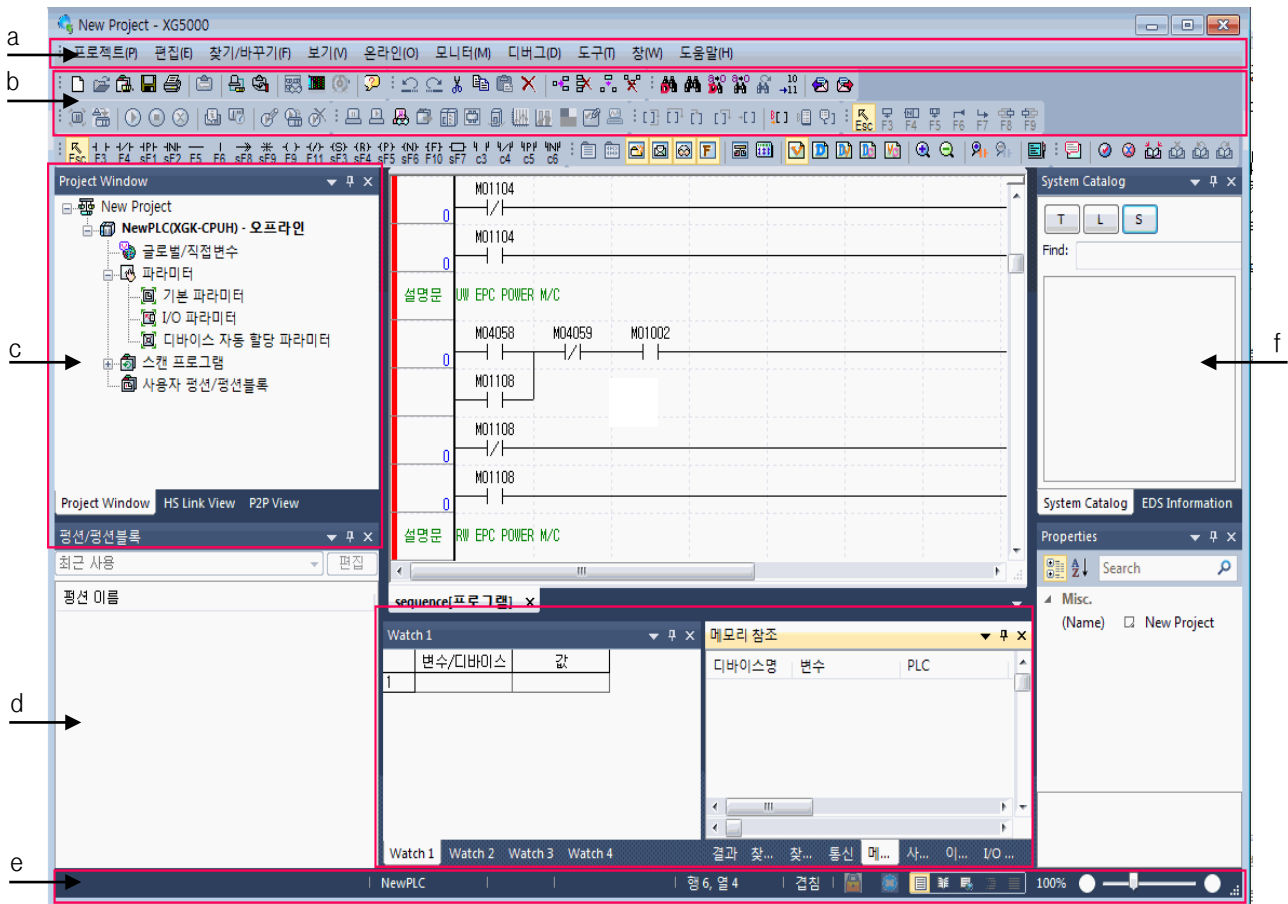 New Project - XG5000
a
프로젝트(P) 편집(E) 찾기/바꾸기(F) 보기(V) 온라인(O) 모니터(M) 디버그(D) 도구(T) 창(W) 도움말(H)
b
Esc F3 F4 F5 F6 F7 F8 F9
Esc F3 F4 sF1 sF2 F5 F6 sF8 sF9 F9 F11 sF3 sF4 sF5 sF6 F10 sF7 c3 c4 c5 c6
Project Window
New Project
NewPLC(XGK-CPUH) - 오프라인
글로벌/직접변수
파라미터
기본 파라미터
I/O 파라미터
디바이스 자동 할당 파라미터
c
스캔 프로그램
사용자 펑션/펑션블록
Project Window HS Link View P2P View
펑션/펑션블록
최근 사용 편집
펑션 이름
d
M01104
0
M01104
0
설명문 UW EPC POWER M/C
M04058 M04059 M01002
0
M01108
M01108
0
M01108
0
설명문 RW EPC POWER M/C
sequence[프로그램] x
Watch 1
변수/디바이스 값
1
Watch 1 Watch 2 Watch 3 Watch 4
메모리 참조
디바이스명 변수 PLC
결과 찾... 찾... 통신 메... 사... 이... I/O ...
System Catalog
T L S
Find:
f
System Catalog EDS Information
Properties
Search
Misc.
(Name) New Project
e
NewPLC 행 6, 열 4 겹침 100%